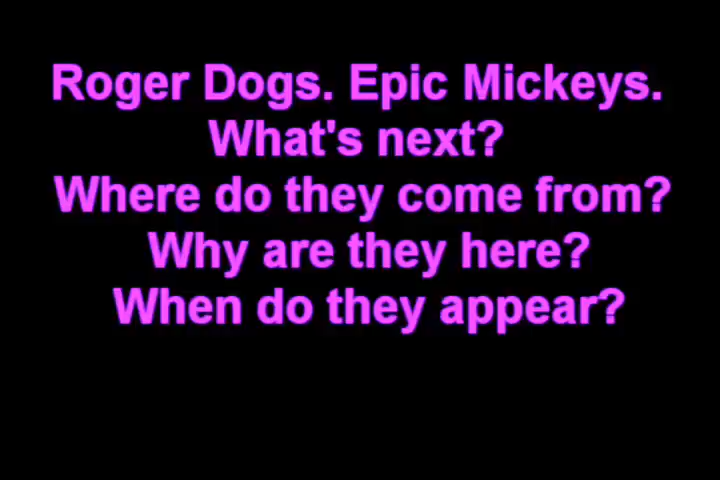 Roger Dogs. Epic Mickeys.
What's next?
Where do they come from?
Why are they here?
When do they appear?